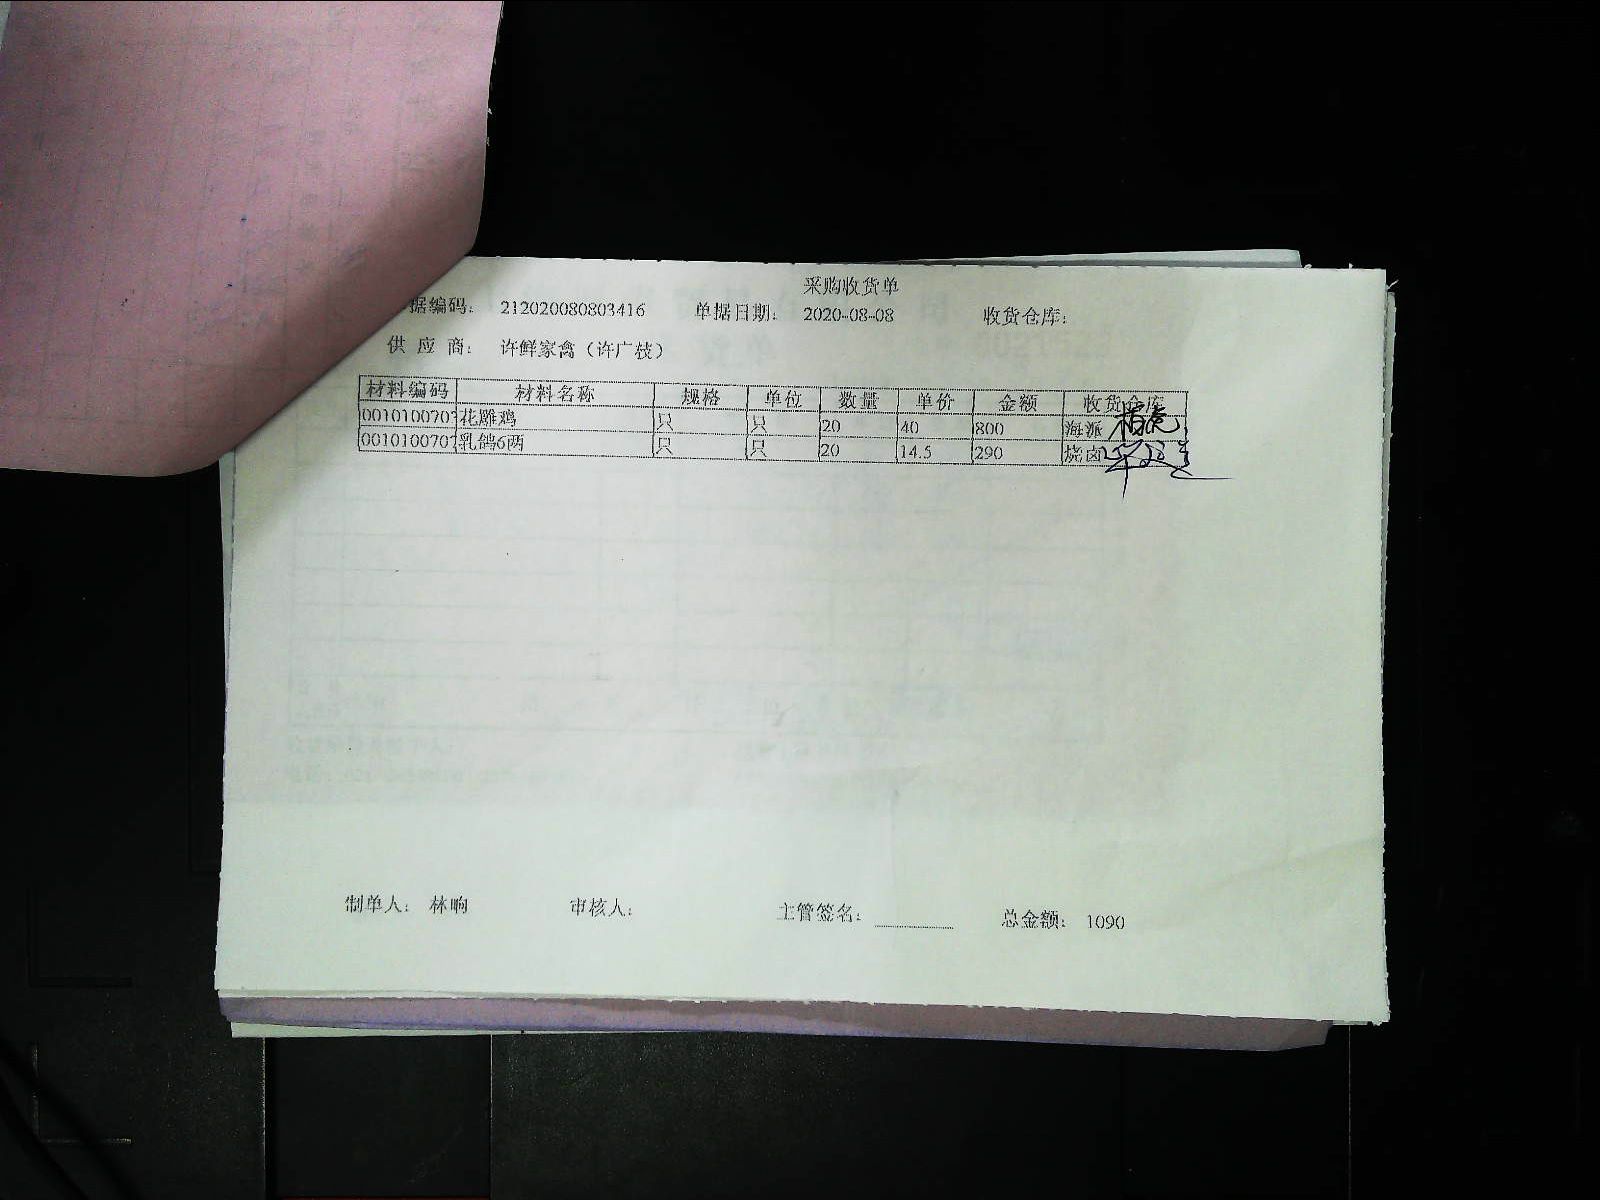 采购收货单
据编码： 212020080803416 单据日期： 2020-08-08 收货仓库：
供 应 商： 许鲜家禽（许广枝）
材料编码 材料名称 规格 单位 数量 单价 金额 收货仓库
0010100707 花雕鸡 只 只 20 40 800 海派
0010100707 乳鸽6两 只 只 20 14.5 290 烧卤
制单人： 林响 审核人： 主管签名： 总金额： 1090